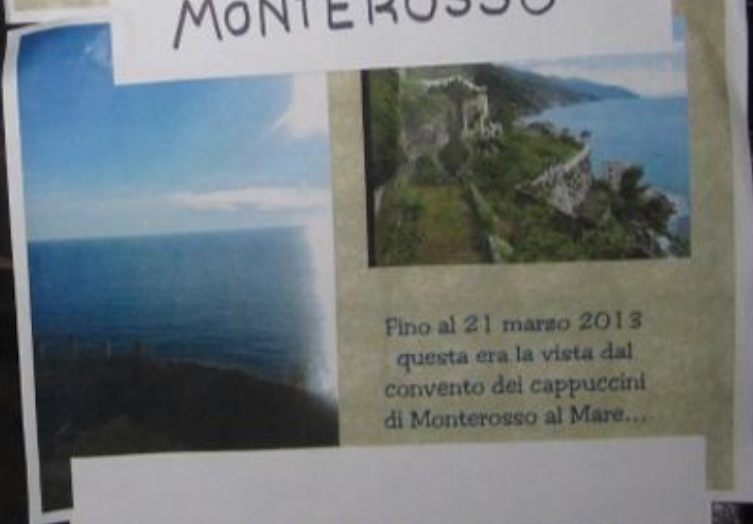 MONTEROSSO
Fino al 21 marzo 2013
questa era la vista dal
convento dei cappuccini
di Monterosso al Mare...